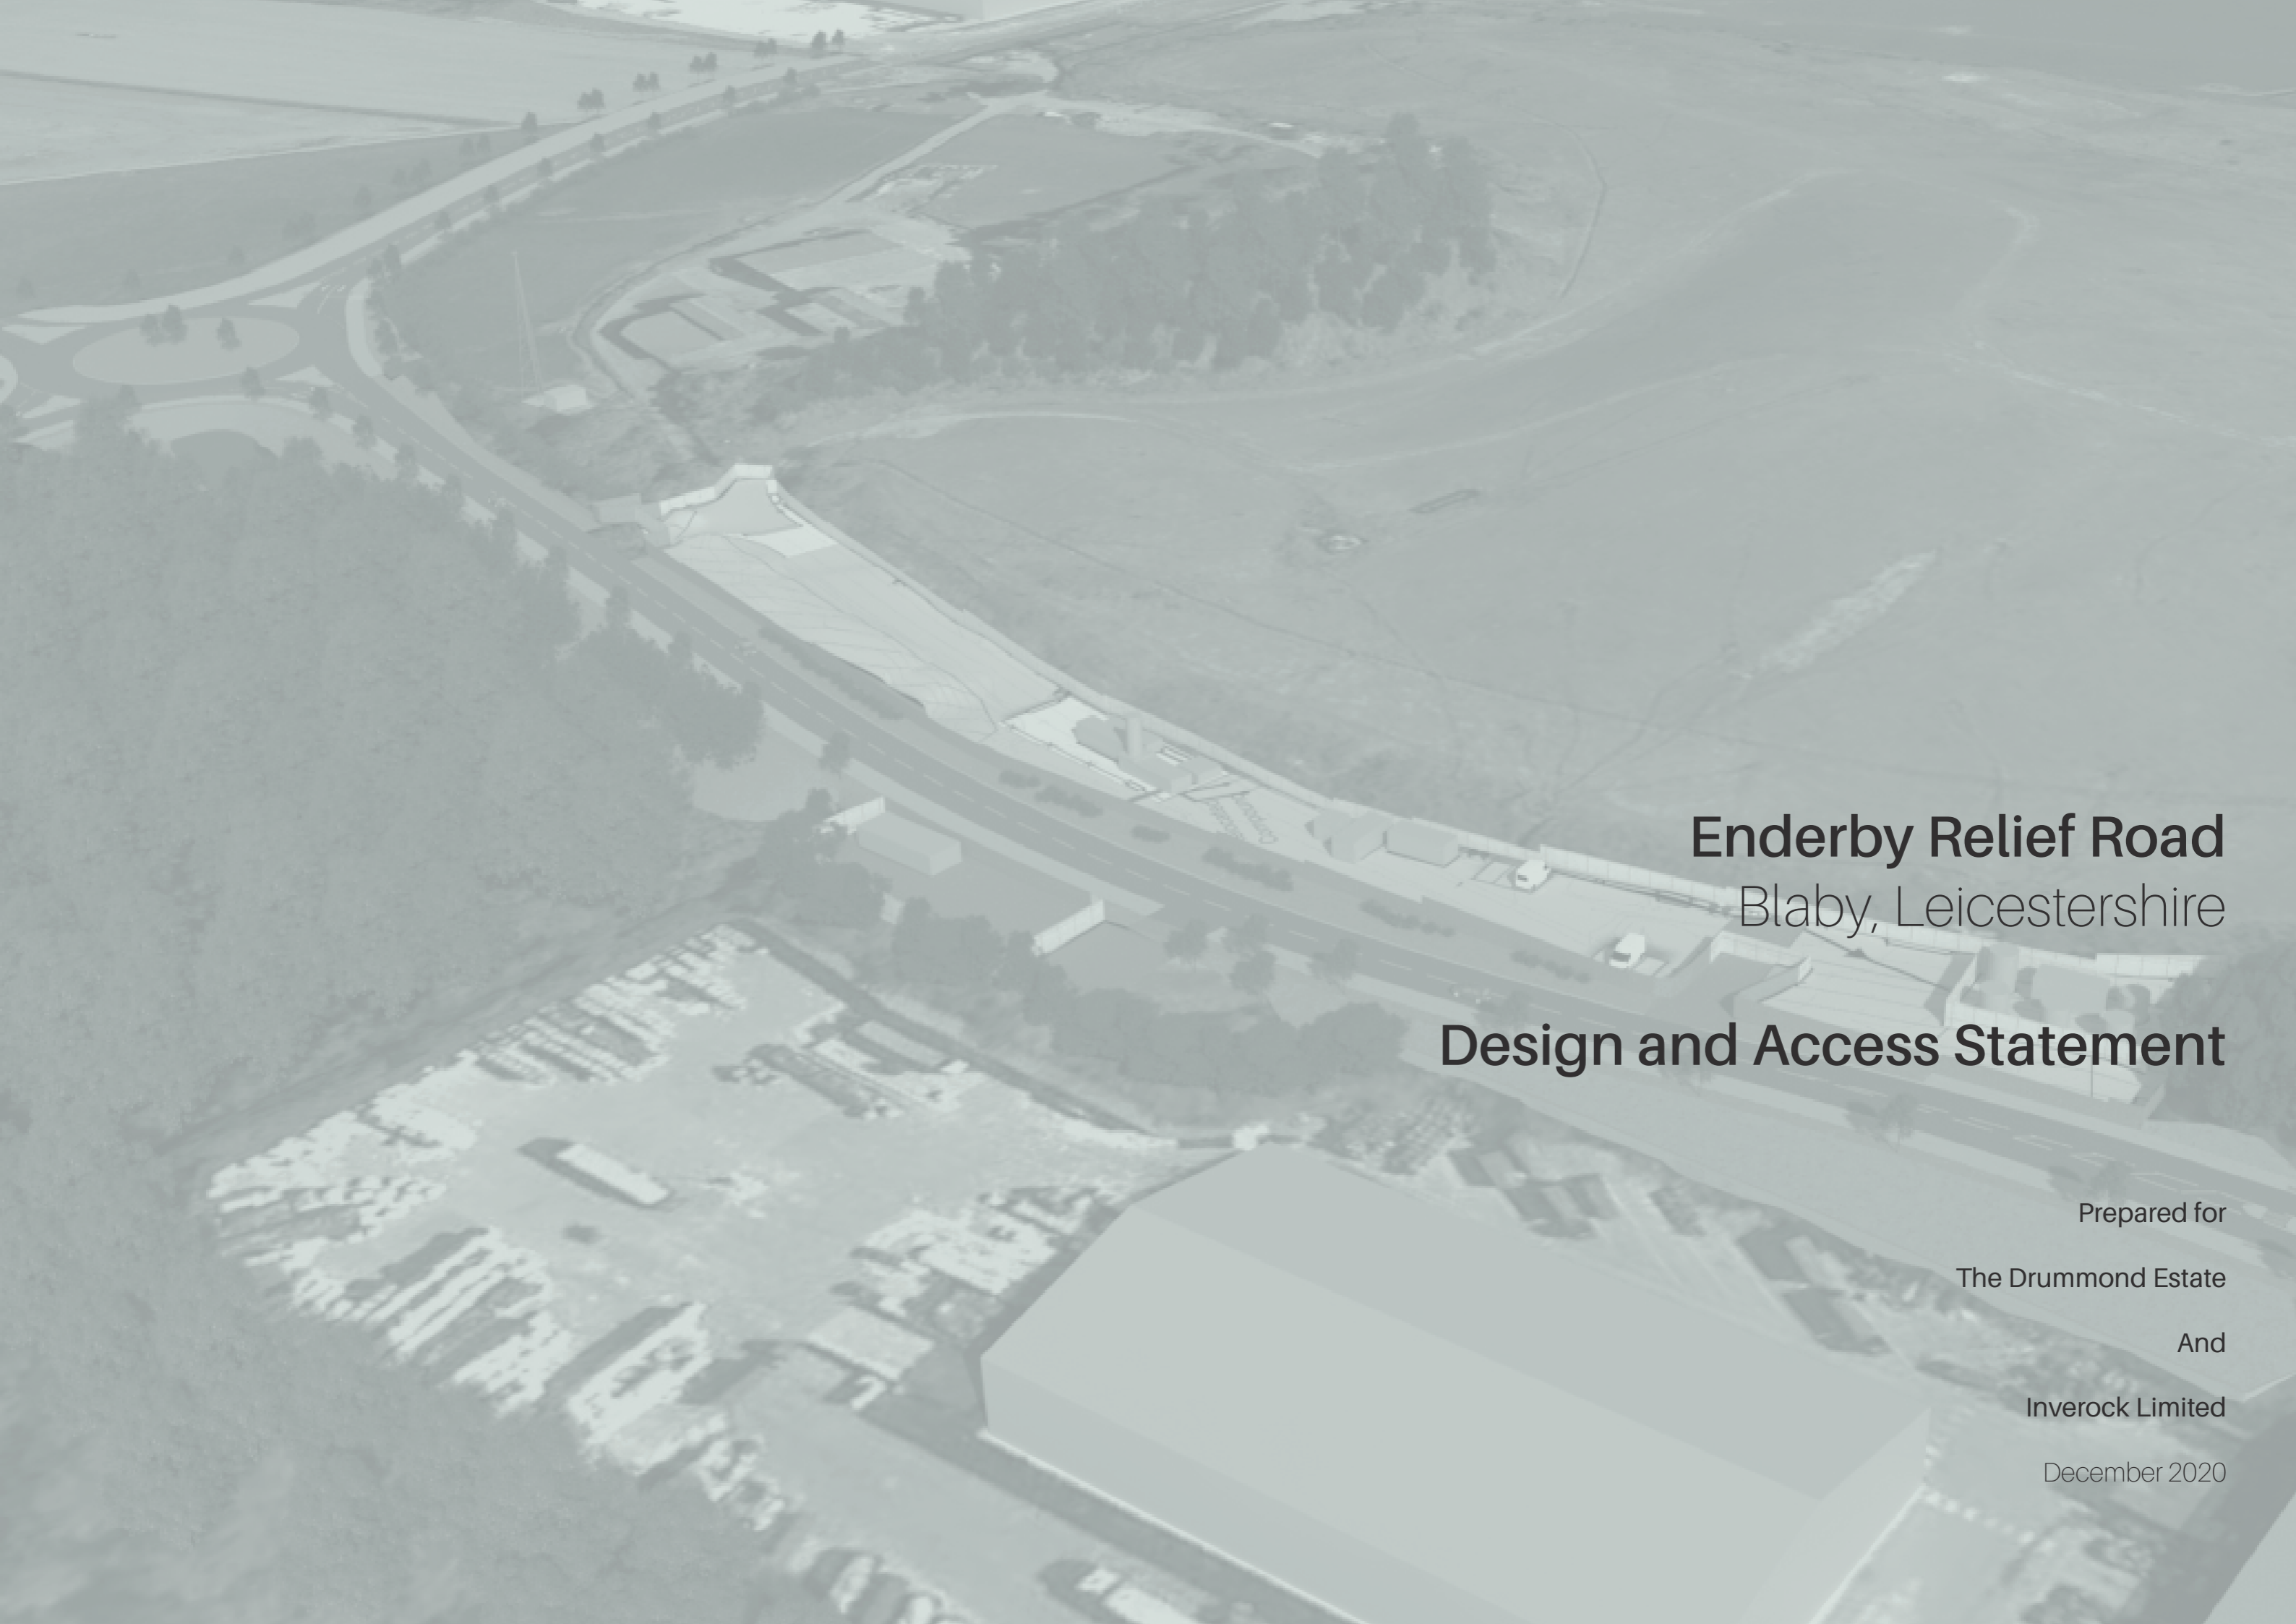 Enderby Relief Road
Blaby, Leicestershire
Design and Access Statement
Prepared for
The Drummond Estate
And
Inverock Limited
December 2020